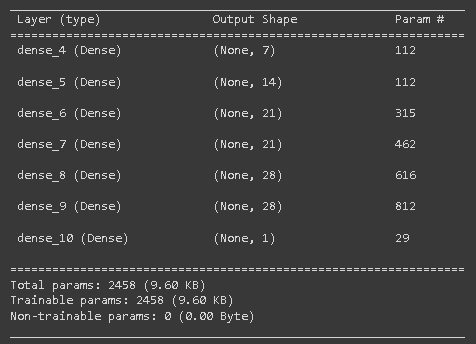 Layer (type) Output Shape Param #
=================================================================
dense_4 (Dense) (None, 7) 112
dense_5 (Dense) (None, 14) 112
dense_6 (Dense) (None, 21) 315
dense_7 (Dense) (None, 21) 462
dense_8 (Dense) (None, 28) 616
dense_9 (Dense) (None, 28) 812
dense_10 (Dense) (None, 1) 29
=================================================================
Total params: 2458 (9.60 KB)
Trainable params: 2458 (9.60 KB)
Non-trainable params: 0 (0.00 Byte)